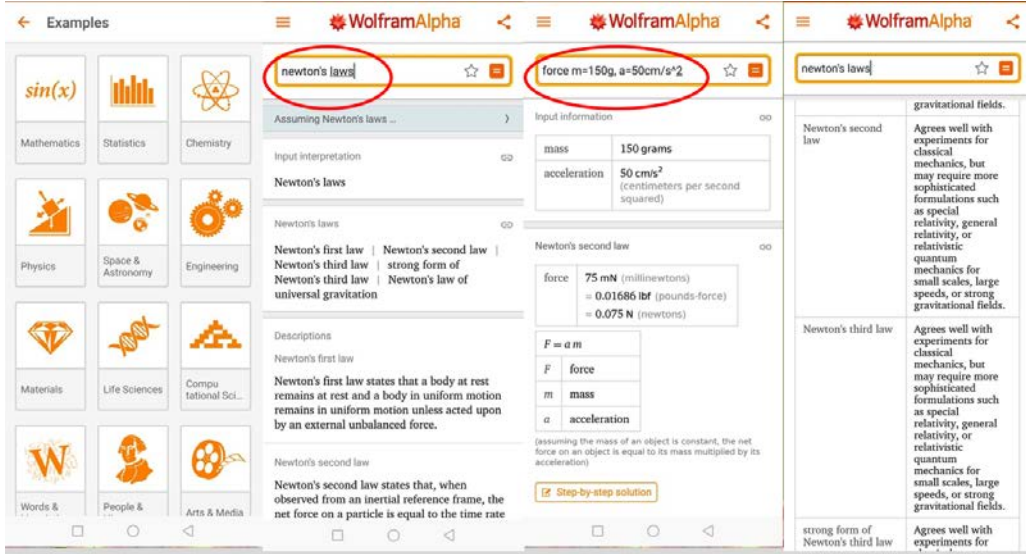 Examples
sin(x)
Mathematics
Statistics
Chemistry
Physics
Space &
Astronomy
Engineering
Materials
Life Sciences
Compu
tational Sci...
W
Words &
People &
Arts & Media
WolframAlpha
newton's laws
Assuming Newton's laws ...
Input interpretation
Newton's laws
Newton's laws
Newton's first law | Newton's second law |
Newton's third law | strong form of
Newton's third law | Newton's law of
universal gravitation
Descriptions
Newton's first law
Newton's first law states that a body at rest
remains at rest and a body in uniform motion
remains in uniform motion unless acted upon
by an external unbalanced force.
Newton's second law
Newton's second law states that, when
observed from an inertial reference frame, the
net force on a particle is equal to the time rate
WolframAlpha
force m=150g, a=50cm/s^2
Input information
mass 150 grams
acceleration 50 cm/s²
(centimeters per second
squared)
Newton's second law
force 75 mN (millinewtons)
= 0.01686 lbf (pounds-force)
= 0.075 N (newtons)
F = a m
F force
m mass
a acceleration
(assuming the mass of an object is constant, the net
force on an object is equal to its mass multiplied by its
acceleration)
Step-by-step solution
WolframAlpha
newton's laws
gravitational fields.
Newton's second
law
Agrees well with
experiments for
classical
mechanics, but
may require more
sophisticated
formulations such
as special
relativity, general
relativity, or
relativistic
quantum
mechanics for
small scales, large
speeds, or strong
gravitational fields.
Newton's third law
Agrees well with
experiments for
classical
mechanics, but
may require more
sophisticated
formulations such
as special
relativity, general
relativity, or
relativistic
quantum
mechanics for
small scales, large
speeds, or strong
gravitational fields.
strong form of
Newton's third law
Agrees well with
experiments for